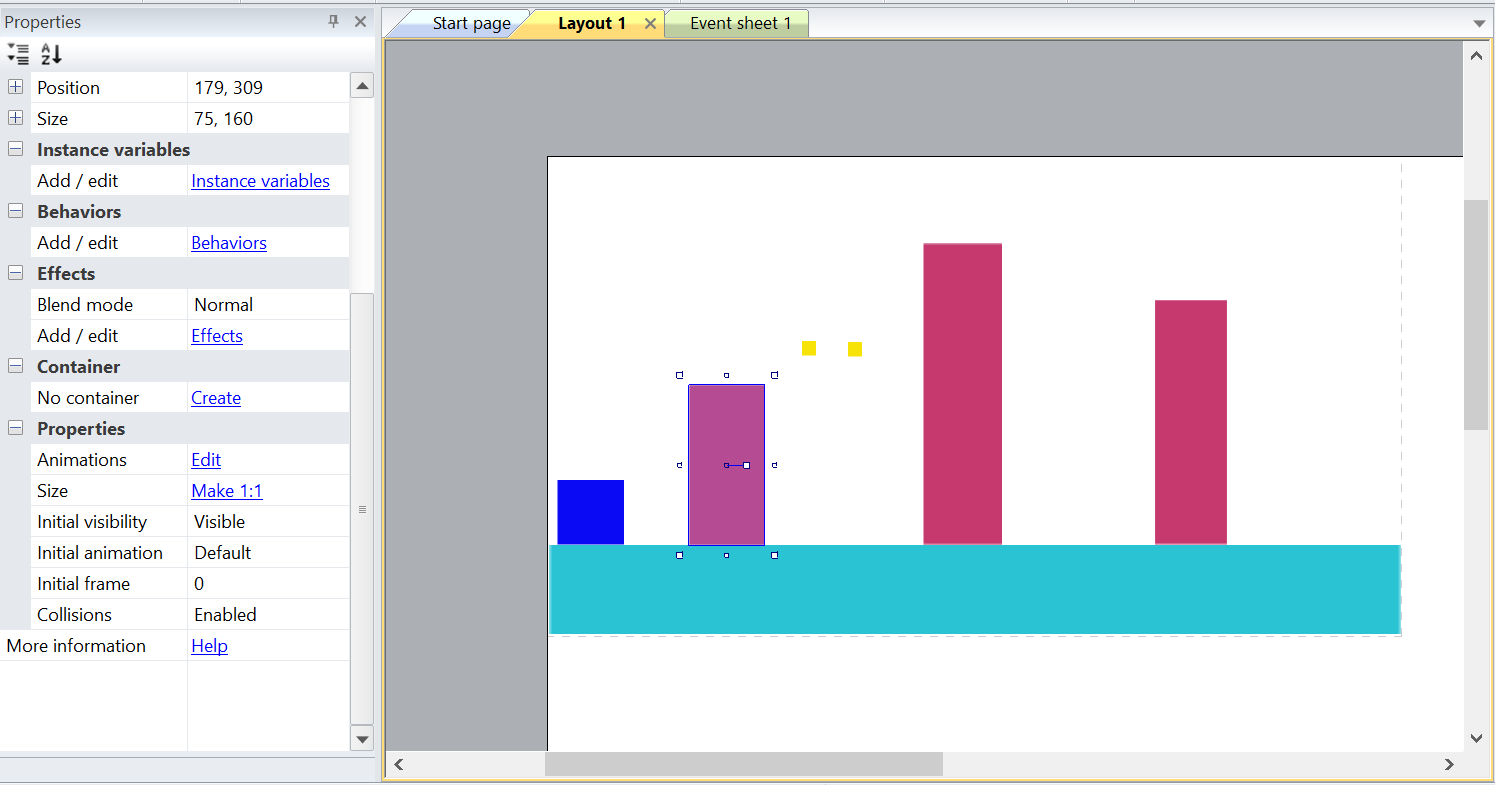 Properties
Start page
Layout 1
Event sheet 1
Position 179, 309
Size 75, 160
Instance variables
Add / edit Instance variables
Behaviors
Add / edit Behaviors
Effects
Blend mode Normal
Add / edit Effects
Container
No container Create
Properties
Animations Edit
Size Make 1:1
Initial visibility Visible
Initial animation Default
Initial frame 0
Collisions Enabled
More information Help